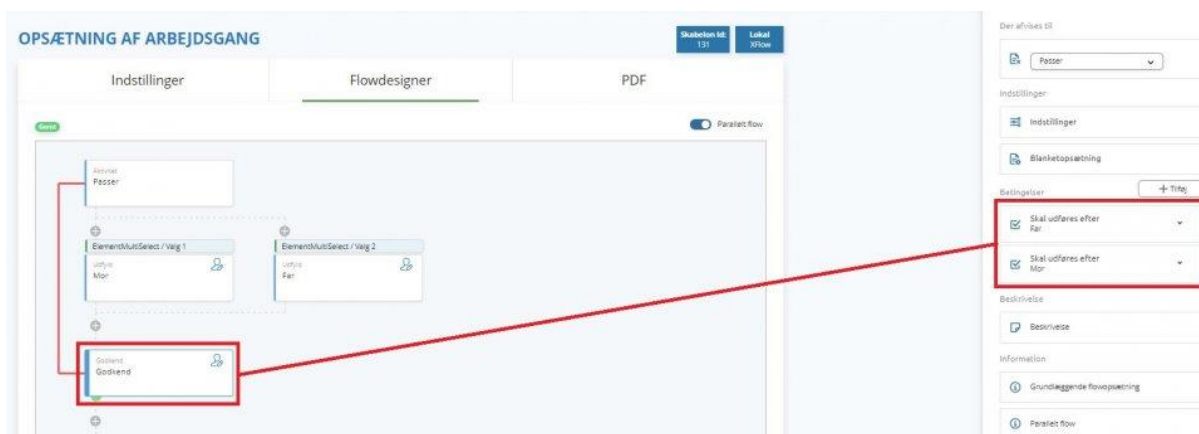 OPSÆTNING AF ARBEJDSGANG
Skabelon Id:
131
Lokal
XFlow
Indstillinger
Flowdesigner
PDF
Gemt
Parallelt flow
Aktivitet
Passer
ElementMultiSelect / Valg 1
Udfyld
Mor
ElementMultiSelect / Valg 2
Udfyld
Far
Godkend
Godkend
Der afvises til
Passer
Indstillinger
Indstillinger
Blanketopsætning
Betingelser
+ Tilføj
Skal udføres efter
Far
Skal udføres efter
Mor
Beskrivelse
Beskrivelse
Information
Grundlæggende flowopsætning
Parallelt flow